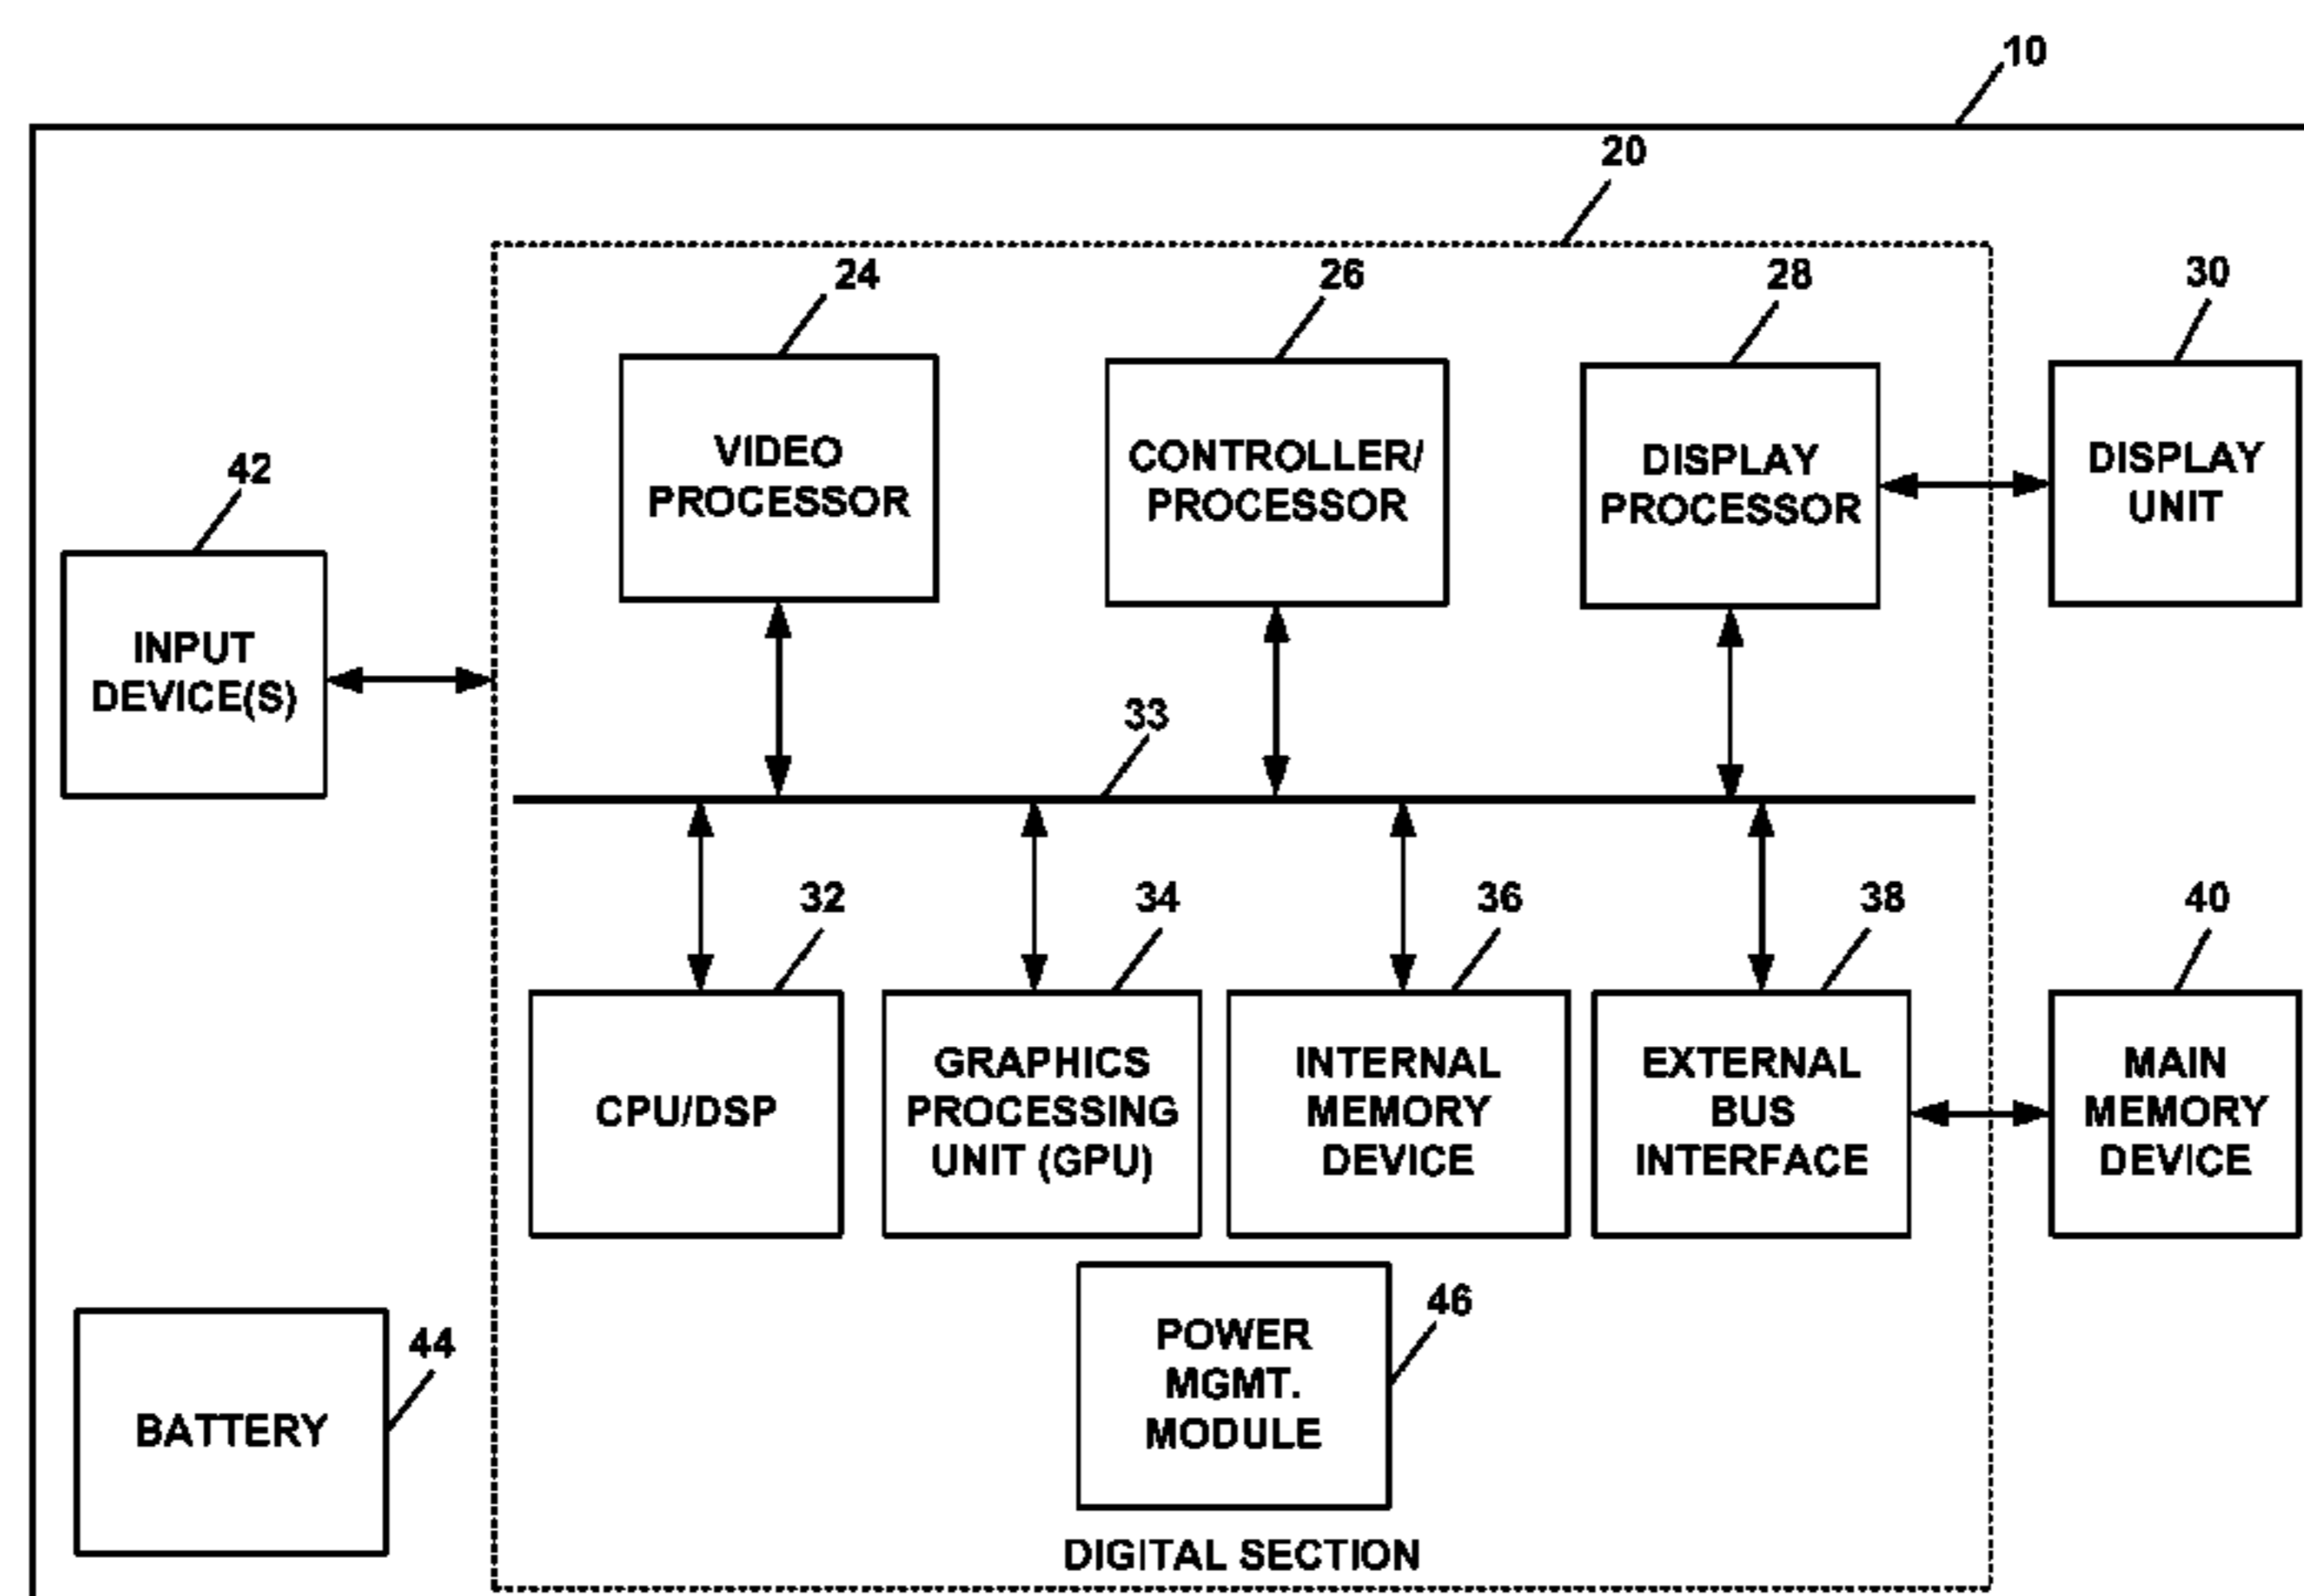 10
20
24
26
28
30
VIDEO
PROCESSOR
CONTROLLER/
PROCESSOR
DISPLAY
PROCESSOR
DISPLAY
UNIT
42
INPUT
DEVICE(S)
33
32
34
36
38
40
CPU/DSP
GRAPHICS
PROCESSING
UNIT (GPU)
INTERNAL
MEMORY
DEVICE
EXTERNAL
BUS
INTERFACE
MAIN
MEMORY
DEVICE
44
BATTERY
46
POWER
MGMT.
MODULE
DIGITAL SECTION